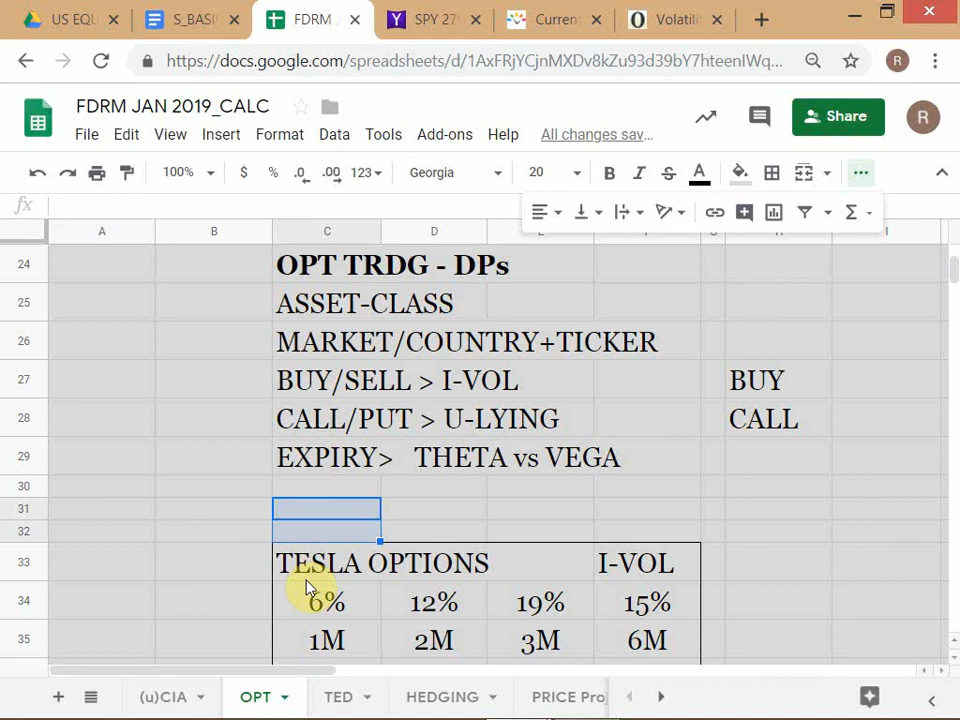 US EQU
S_BASI
FDRM J
SPY 27
Current
Volatili
https://docs.google.com/spreadsheets/d/1AxFRjYCjnMXDv8kZu93d39bY7hteenIWq...
R
FDRM JAN 2019_CALC
File Edit View Insert Format Data Tools Add-ons Help All changes sav...
Share
R
100% $ % .0 .00 123 Georgia 20 B I S A
fx
A B C D E F G H I
24 OPT TRDG - DPs
25 ASSET-CLASS
26 MARKET/COUNTRY+TICKER
27 BUY/SELL > I-VOL BUY
28 CALL/PUT > U-LYING CALL
29 EXPIRY> THETA vs VEGA
30
31
32
33 TESLA OPTIONS I-VOL
34 6% 12% 19% 15%
35 1M 2M 3M 6M
(u)CIA OPT TED HEDGING PRICE Proj